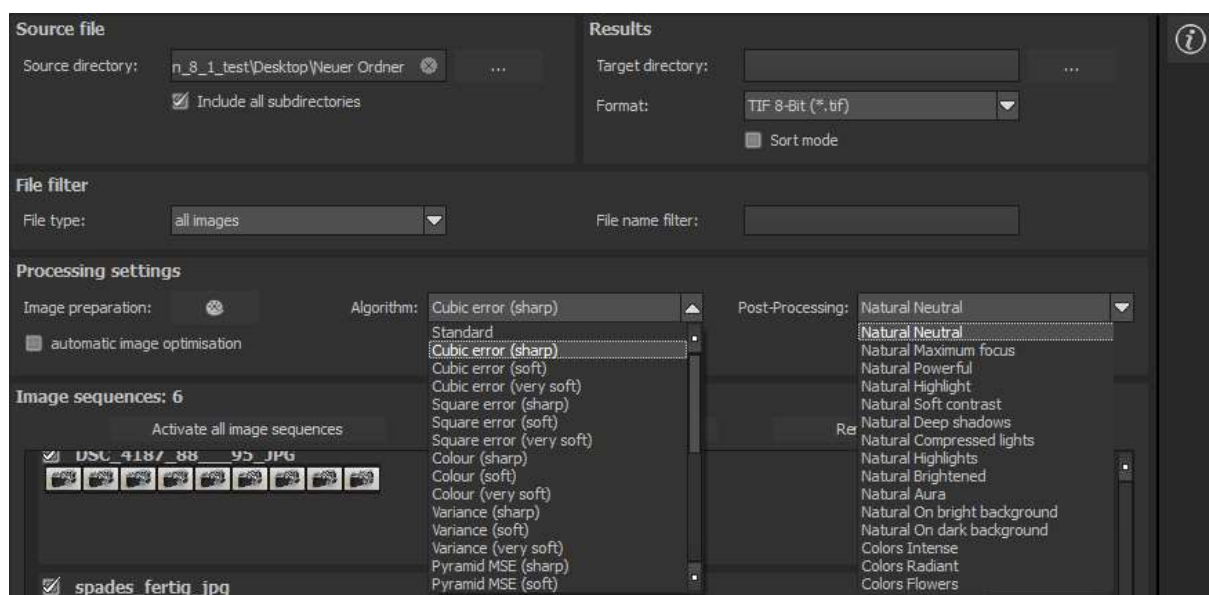 Source file
Source directory: n_8_1_test\Desktop\Neuer Ordner ...
Include all subdirectories
Results
Target directory: ...
Format: TIF 8-Bit (*.tif)
Sort mode
File filter
File type: all images
File name filter:
Processing settings
Image preparation:
automatic image optimisation
Algorithm: Cubic error (sharp)
Standard
Cubic error (sharp)
Cubic error (soft)
Cubic error (very soft)
Square error (sharp)
Square error (soft)
Square error (very soft)
Colour (sharp)
Colour (soft)
Colour (very soft)
Variance (sharp)
Variance (soft)
Variance (very soft)
Pyramid MSE (sharp)
Pyramid MSE (soft)
Post-Processing: Natural Neutral
Natural Neutral
Natural Maximum focus
Natural Powerful
Natural Highlight
Natural Soft contrast
Natural Deep shadows
Natural Compressed lights
Natural Highlights
Natural Brightened
Natural Aura
Natural On bright background
Natural On dark background
Colors Intense
Colors Radiant
Colors Flowers
Image sequences: 6
Activate all image sequences
DSC_4187_88___95_JPG
spades_fertig_jpg